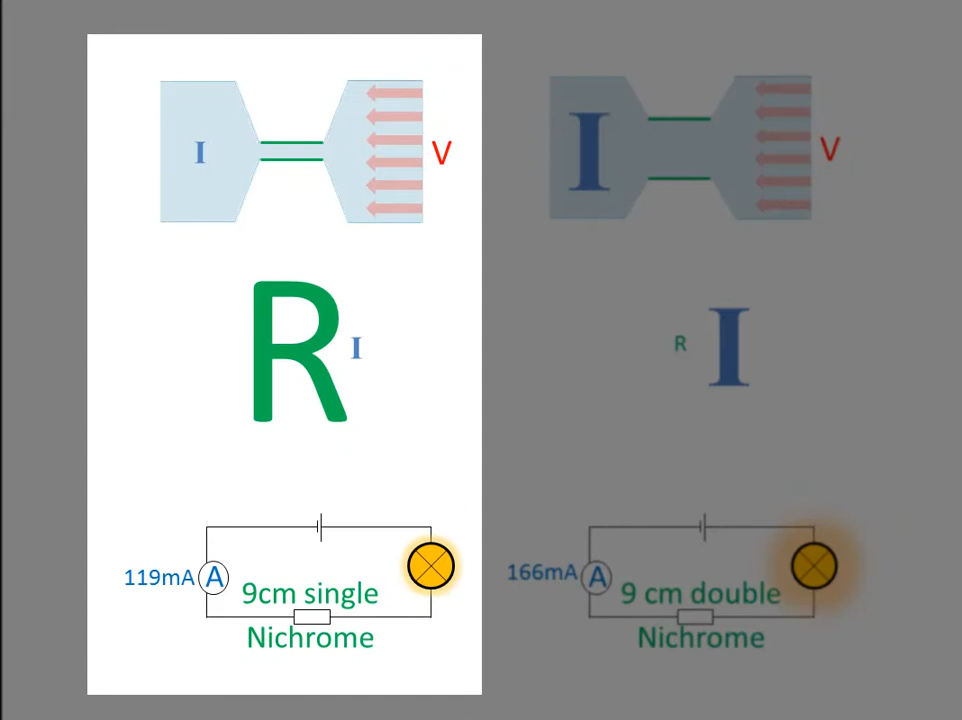 I
V
R I
119mA A
9cm single
Nichrome
I
V
R I
166mA A
9 cm double
Nichrome